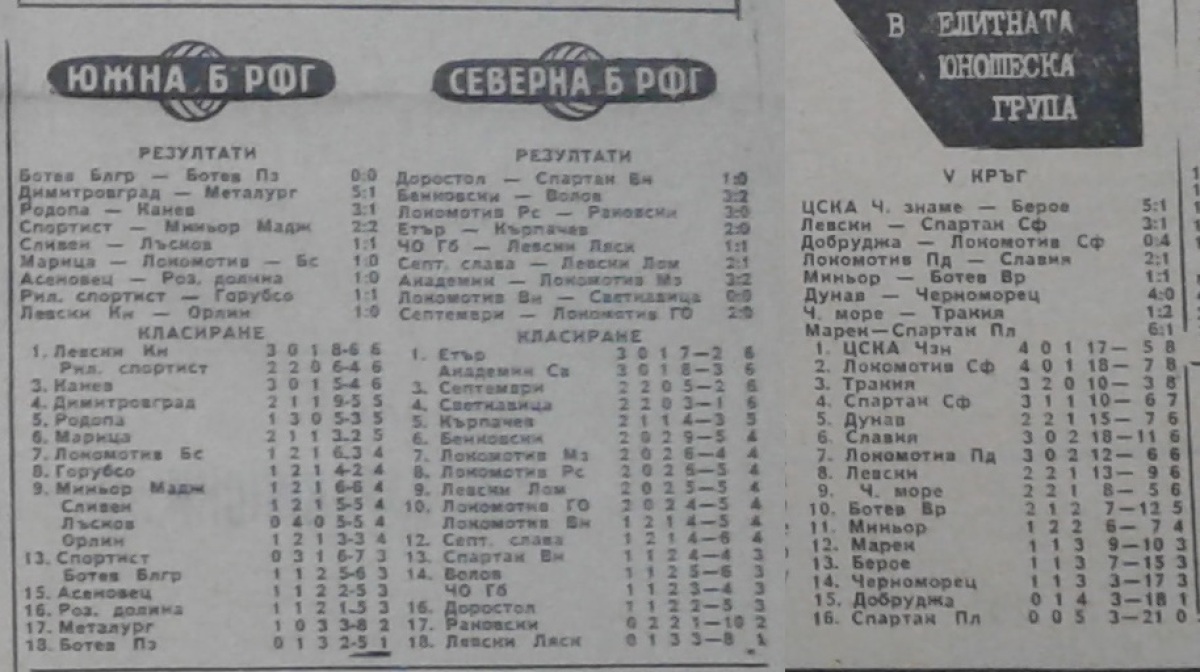 ЮЖНА Б РФГ
РЕЗУЛТАТИ
Ботев Блгр — Ботев Пз 0:0
Димитровград — Металург 5:1
Родопа — Канев 3:1
Спортист — Миньор Мадж 2:2
Сливен — Лъсков 1:1
Марица — Локомотив — Бс 1:0
Асеновец — Роз. долина 1:0
Рил. спортист — Горубсо 1:1
Левски Кн — Орлин 1:0
КЛАСИРАНЕ
1. Левски Кн 3 0 1 8-6 6
Рил. спортист 2 2 0 6-4 6
3. Канев 3 0 1 5-4 6
4. Димитровград 2 1 1 9-5 5
5. Родопа 1 3 0 5-3 5
6. Марица 2 1 1 3-2 5
7. Локомотив Бс 1 2 1 6-3 4
8. Горубсо 1 2 1 4-2 4
9. Миньор Мадж 1 2 1 6-6 4
Сливен 1 2 1 5-5 4
Лъсков 0 4 0 5-5 4
Орлин 1 2 1 3-3 4
13. Спортист 0 3 1 6-7 3
Ботев Блгр 1 1 2 5-6 3
15. Асеновец 1 1 2 2-5 3
16. Роз. долина 1 1 2 1-5 3
17. Металург 1 0 3 3-8 2
18. Ботев Пз 0 1 3 2-5 1
СЕВЕРНА Б РФГ
РЕЗУЛТАТИ
Доростол — Спартан Вн 1:0
Бенковски — Волов 3:2
Локомотив Рс — Раковски 3:0
Етър — Кърпачев 2:0
ЧО Гб — Левски Ляск 1:1
Септ. слава — Левски Лом 2:1
Академик — Локомотив Мз 3:2
Локомотив Вн — Светкавица 0:0
Септември — Локомотив ГО 2:0
КЛАСИРАНЕ
1. Етър 3 0 1 7—2 6
Академик Св 3 0 1 8—3 6
3. Септември 2 2 0 5—2 6
4. Светкавица 2 2 0 3—1 6
5. Кърпачев 2 1 1 4—3 5
6. Бенковски 2 0 2 9—5 4
7. Локомотив Мз 2 0 2 6—4 4
8. Локомотив Рс 2 0 2 6—5 4
9. Левски Лом 2 0 2 5—5 4
10. Локомотив ГО 2 0 2 4—5 4
Локомотив Вн 1 2 1 4—5 4
12. Септ. слава 1 2 1 4—6 4
13. Спартак Вн 1 1 2 4—4 3
14. Волов 1 1 2 5—6 3
ЧО Гб 1 1 2 3—4 3
16. Доростол 1 1 2 2—5 3
17. Раковски 0 2 2 1—10 2
18. Левски Ляск 0 1 3 3—8 1
В ЕЛИТНАТА
ЮНОШЕСКА
ГРУПА
V КРЪГ
ЦСКА Ч. знаме — Берое 5:1
Левски — Спартак Сф 3:1
Добруджа — Локомотив Сф 0:4
Локомотив Пд — Славия 2:1
Миньор — Ботев Вр 1:1
Дунав — Черноморец 4:0
Ч. море — Тракия 1:2
Марек—Спартак Пл 6:1
1. ЦСКА Чзн 4 0 1 17— 5 8
2. Локомотив Сф 4 0 1 18— 7 8
3. Тракия 3 2 0 10— 3 8
4. Спартак Сф 3 1 1 10— 6 7
5. Дунав 2 2 1 15— 7 6
6. Славия 3 0 2 18—11 6
7. Локомотив Пд 3 0 2 12— 6 6
8. Левски 2 2 1 13— 9 6
9. Ч. море 2 2 1 8— 5 6
10. Ботев Вр 2 1 2 7—12 5
11. Миньор 1 2 2 6— 7 4
12. Марек 1 1 3 9—10 3
13. Берое 1 1 3 7—15 3
14. Черноморец 1 1 3 3—17 3
15. Добруджа 0 1 4 3—18 1
16. Спартак Пл 0 0 5 3—21 0